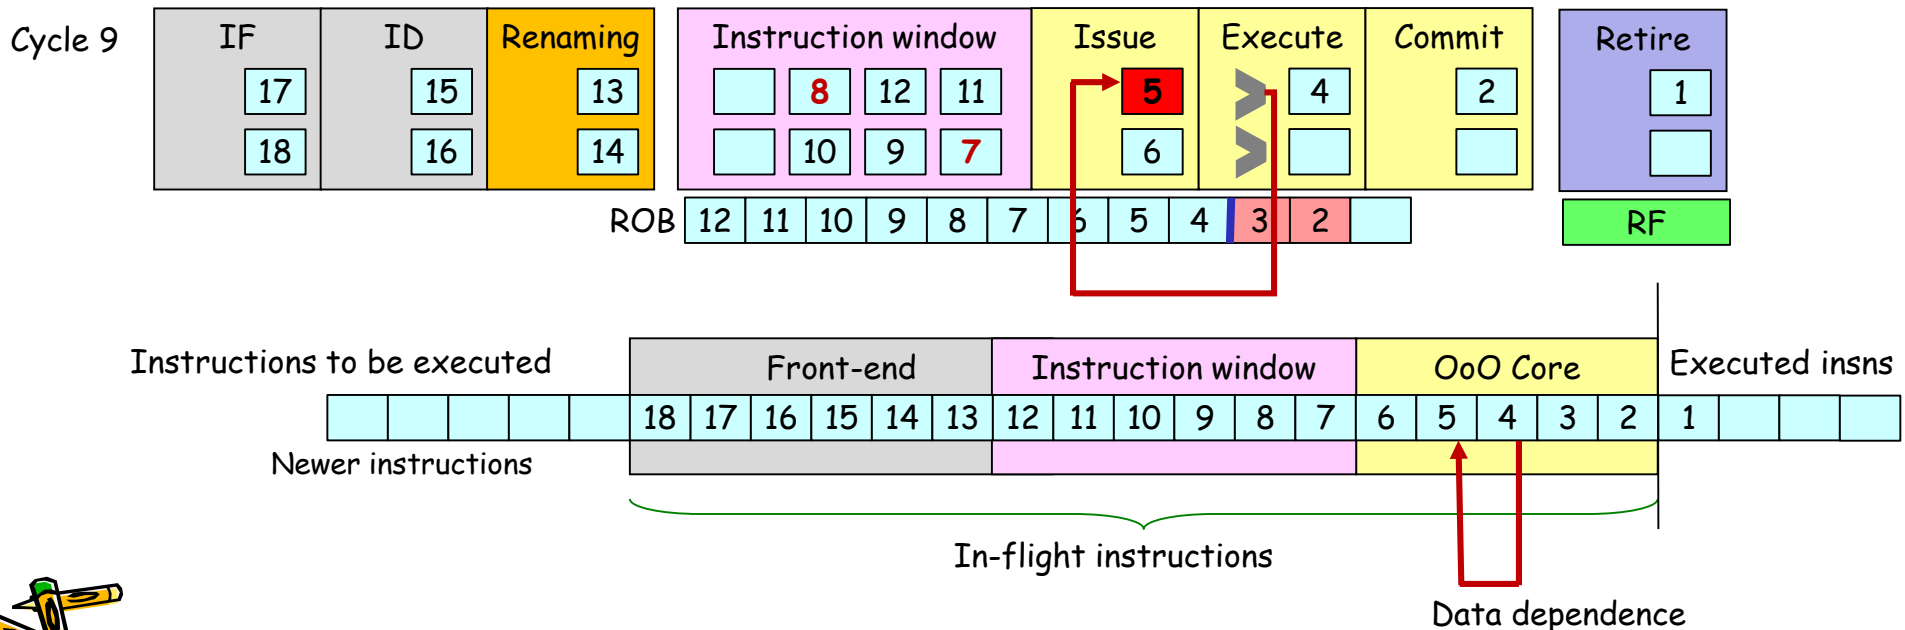 Cycle 9
IF ID Renaming Instruction window Issue Execute Commit Retire
17 15 13 8 12 11 5 4 2 1
18 16 14 10 9 7 6
ROB 12 11 10 9 8 7 6 5 4 3 2 RF
Instructions to be executed Front-end Instruction window OoO Core Executed insns
18 17 16 15 14 13 12 11 10 9 8 7 6 5 4 3 2 1
Newer instructions
In-flight instructions
Data dependence